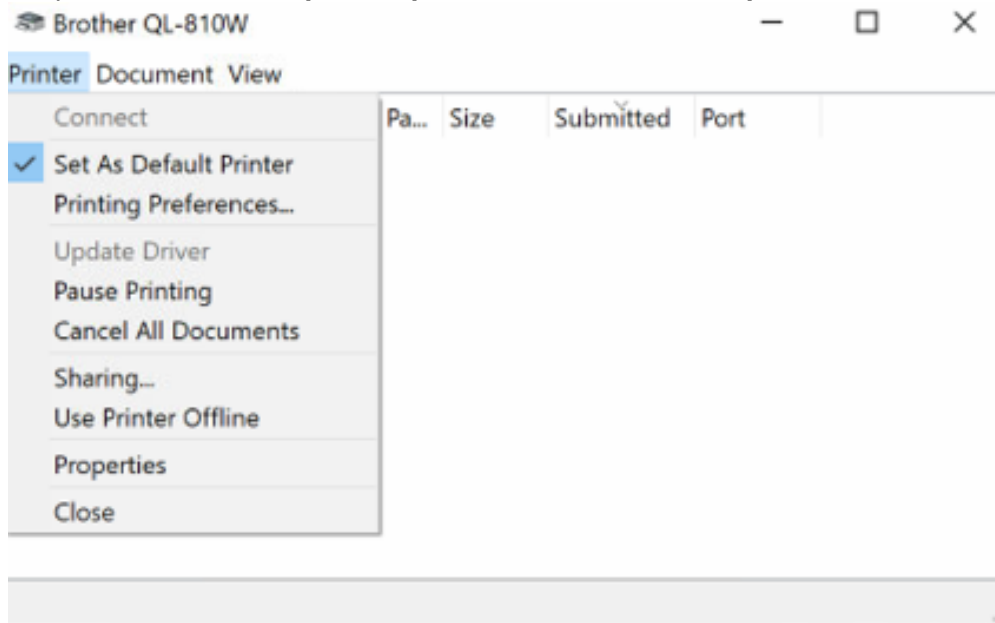 Brother QL-810W
Printer Document View
Connect
Pa... Size Submitted Port
Set As Default Printer
Printing Preferences...
Update Driver
Pause Printing
Cancel All Documents
Sharing...
Use Printer Offline
Properties
Close